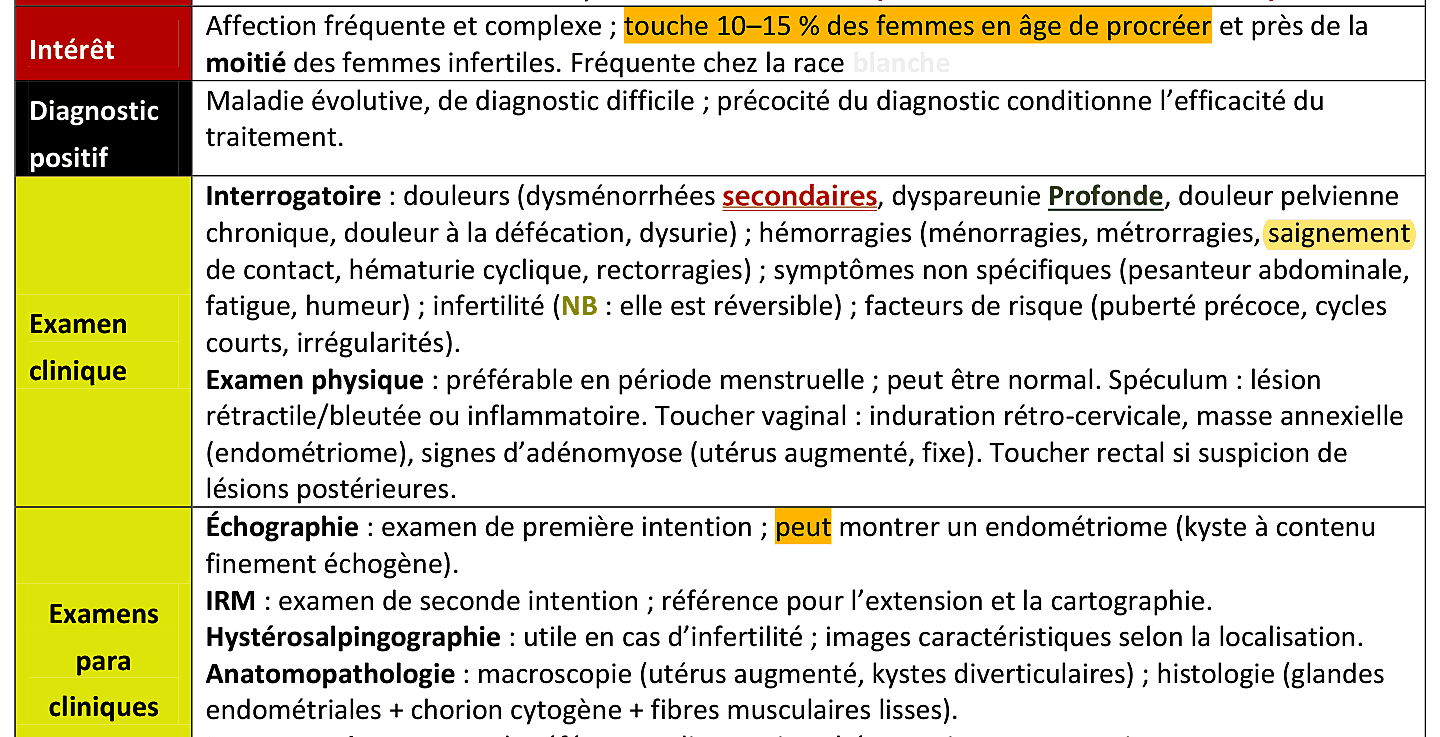 Intérêt
Affection fréquente et complexe ; touche 10–15 % des femmes en âge de procréer et près de la
moitié des femmes infertiles. Fréquente chez la race blanche
Diagnostic
positif
Maladie évolutive, de diagnostic difficile ; précocité du diagnostic conditionne l’efficacité du
traitement.
Examen
clinique
Interrogatoire : douleurs (dysménorrhées secondaires, dyspareunie Profonde, douleur pelvienne
chronique, douleur à la défécation, dysurie) ; hémorragies (ménorragies, métrorragies, saignement
de contact, hématurie cyclique, rectorragies) ; symptômes non spécifiques (pesanteur abdominale,
fatigue, humeur) ; infertilité (NB : elle est réversible) ; facteurs de risque (puberté précoce, cycles
courts, irrégularités).
Examen physique : préférable en période menstruelle ; peut être normal. Spéculum : lésion
rétractile/bleutée ou inflammatoire. Toucher vaginal : induration rétro-cervicale, masse annexielle
(endométriome), signes d’adénomyose (utérus augmenté, fixe). Toucher rectal si suspicion de
lésions postérieures.
Examens
para
cliniques
Échographie : examen de première intention ; peut montrer un endométriome (kyste à contenu
finement échogène).
IRM : examen de seconde intention ; référence pour l’extension et la cartographie.
Hystérosalpingographie : utile en cas d’infertilité ; images caractéristiques selon la localisation.
Anatomopathologie : macroscopie (utérus augmenté, kystes diverticulaires) ; histologie (glandes
endométriales + chorion cytogène + fibres musculaires lisses).